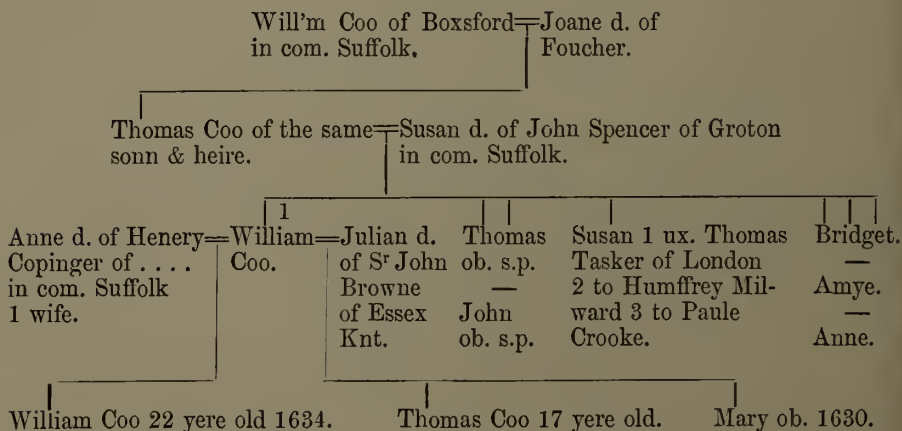 Will'm Coo of Boxsford=Joane d. of
in com. Suffolk. Foucher.
Thomas Coo of the same=Susan d. of John Spencer of Groton
sonn & heire. in com. Suffolk.
1
Anne d. of Henery=William=Julian d. Thomas Susan 1 ux. Thomas Bridget.
Copinger of .... Coo. of Sʳ John ob. s.p. Tasker of London —
in com. Suffolk Browne — 2 to Humffrey Mil- Amye.
1 wife. of Essex John ward 3 to Paule —
Knt. ob. s.p. Crooke. Anne.
William Coo 22 yere old 1634. Thomas Coo 17 yere old. Mary ob. 1630.